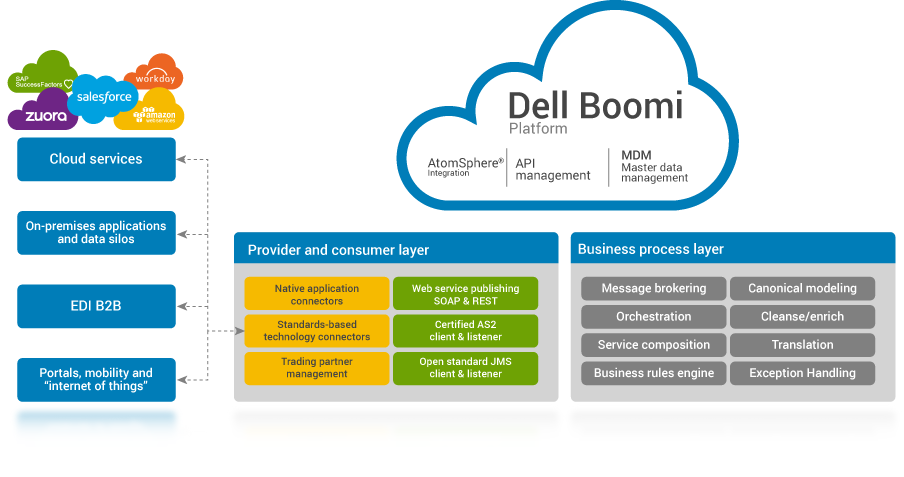 SAP
SuccessFactors
workday
salesforce
zuora
amazon
web services
Cloud services
On-premises applications
and data silos
EDI B2B
Portals, mobility and
“internet of things”
Dell Boomi
Platform
AtomSphere®
Integration
API
management
MDM
Master data
management
Provider and consumer layer
Native application
connectors
Web service publishing
SOAP & REST
Standards-based
technology connectors
Certified AS2
client & listener
Trading partner
management
Open standard JMS
client & listener
Business process layer
Message brokering
Canonical modeling
Orchestration
Cleanse/enrich
Service composition
Translation
Business rules engine
Exception Handling